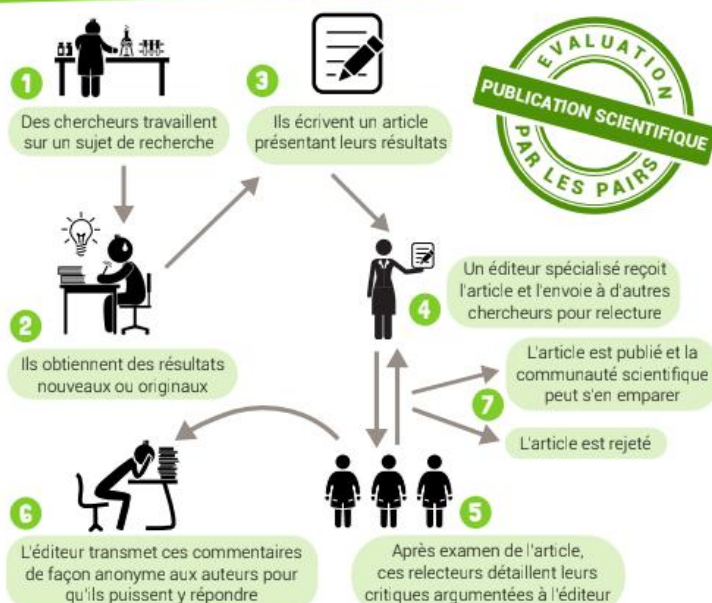 1
Des chercheurs travaillent
sur un sujet de recherche
2
Ils obtiennent des résultats
nouveaux ou originaux
3
Ils écrivent un article
présentant leurs résultats
EVALUATION
PUBLICATION SCIENTIFIQUE
PAR LES PAIRS
4
Un éditeur spécialisé reçoit
l'article et l'envoie à d'autres
chercheurs pour relecture
5
Après examen de l'article,
ces relecteurs détaillent leurs
critiques argumentées à l'éditeur
6
L'éditeur transmet ces commentaires
de façon anonyme aux auteurs pour
qu'ils puissent y répondre
7
L'article est publié et la
communauté scientifique
peut s'en emparer
L'article est rejeté